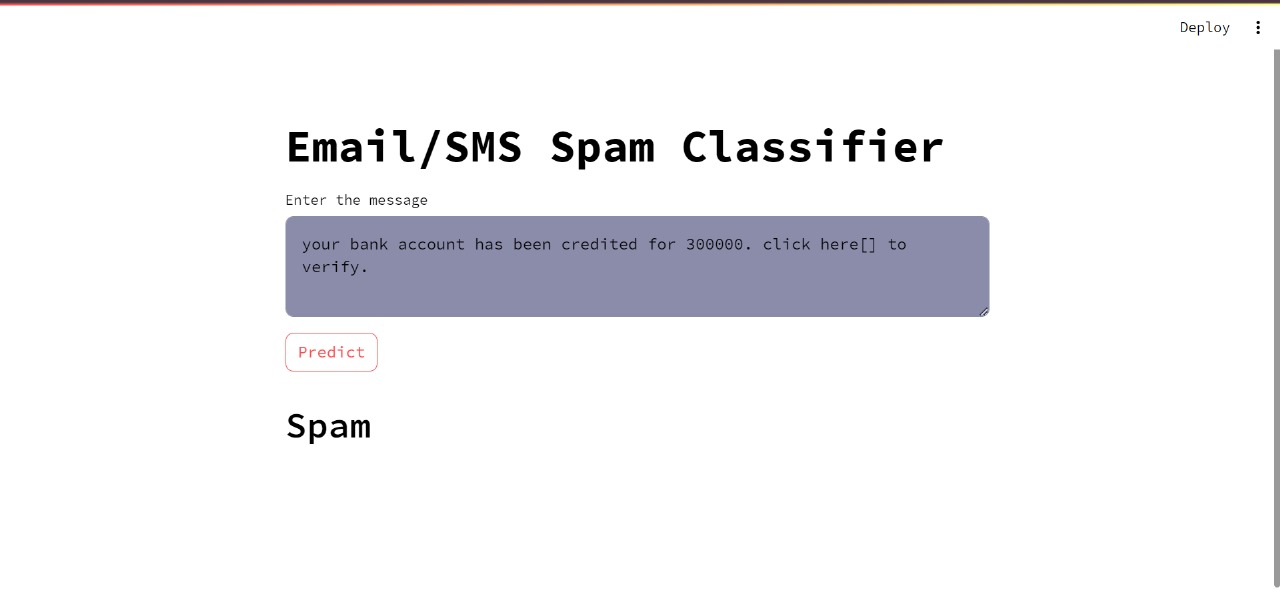 Deploy
Email/SMS Spam Classifier
Enter the message
your bank account has been credited for 300000. click here[] to
verify.
Predict
Spam